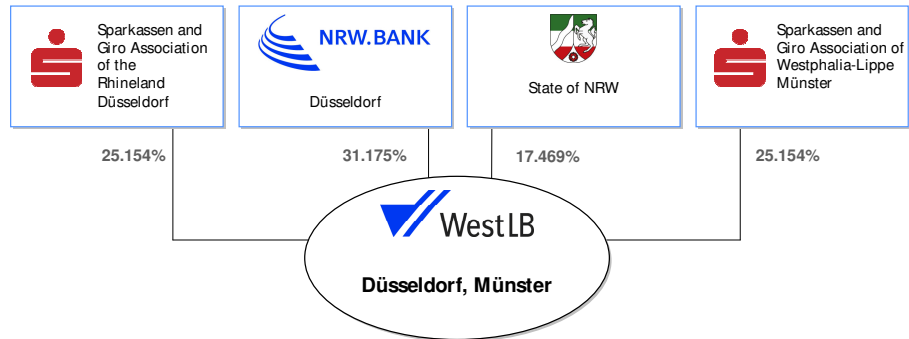 Sparkassen and
Giro Association
of the
Rhineland
Düsseldorf
NRW.BANK
Düsseldorf
State of NRW
Sparkassen and
Giro Association of
Westphalia-Lippe
Münster
25.154%
31.175%
17.469%
25.154%
WestLB
Düsseldorf, Münster